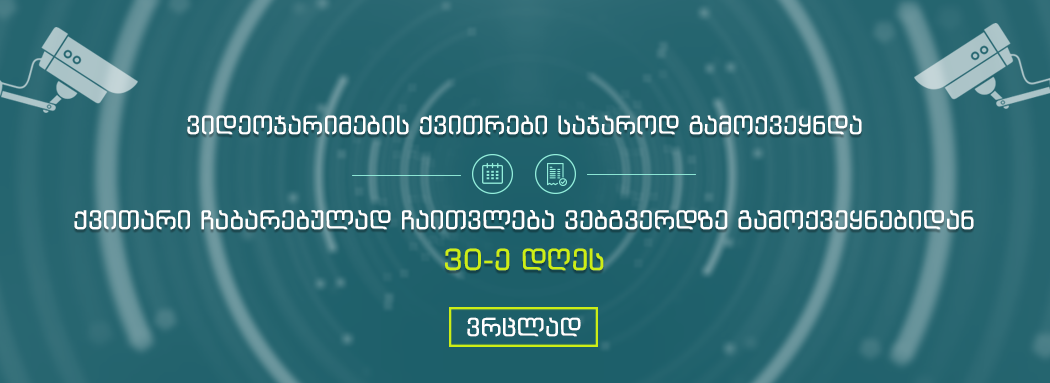 ვიდეოჯარიმების ქვითრები საჯაროდ გამოქვეყნდა
ქვითარი ჩაბარებულად ჩაითვლება ვებგვერდზე გამოქვეყნებიდან
30-ე დღეს
ვრცლად